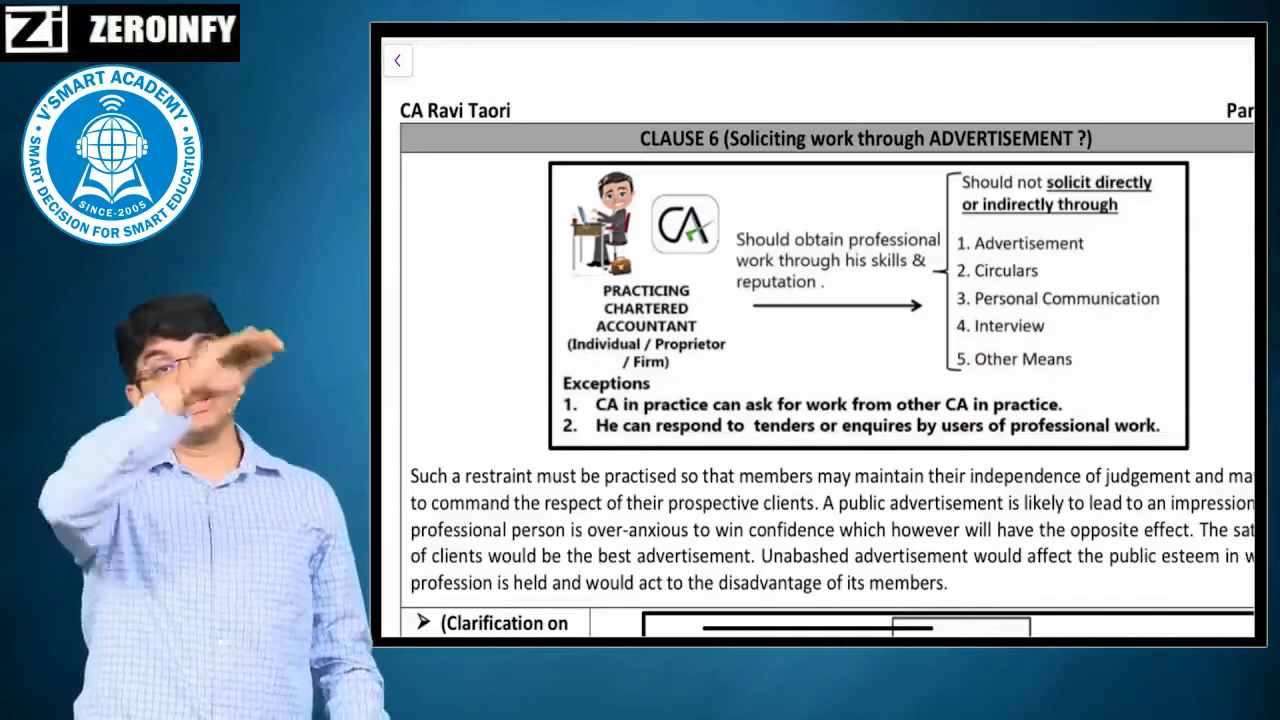 Zi ZEROINFY
V'SMART ACADEMY
SINCE-2005
SMART DECISION FOR SMART EDUCATION
CA Ravi Taori
Par
CLAUSE 6 (Soliciting work through ADVERTISEMENT ?)
CA
PRACTICING
CHARTERED
ACCOUNTANT
(Individual / Proprietor
/ Firm)
Should obtain professional
work through his skills &
reputation .
Should not solicit directly
or indirectly through
1. Advertisement
2. Circulars
3. Personal Communication
4. Interview
5. Other Means
Exceptions
1. CA in practice can ask for work from other CA in practice.
2. He can respond to tenders or enquires by users of professional work.
Such a restraint must be practised so that members may maintain their independence of judgement and ma
to command the respect of their prospective clients. A public advertisement is likely to lead to an impression
professional person is over-anxious to win confidence which however will have the opposite effect. The sat
of clients would be the best advertisement. Unabashed advertisement would affect the public esteem in w
profession is held and would act to the disadvantage of its members.
➤ (Clarification on